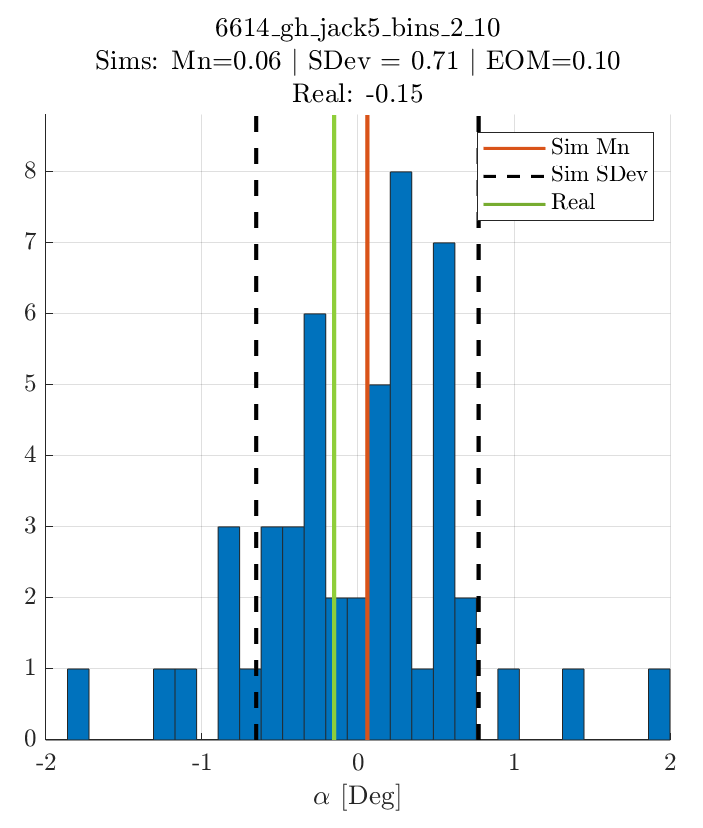 6614_gh_jack5_bins_2_10
Sims: Mn=0.06 | SDev = 0.71 | EOM=0.10
Real: -0.15
Sim Mn
Sim SDev
Real
8
7
6
5
4
3
2
1
0
-2 -1 0 1 2
α [Deg]